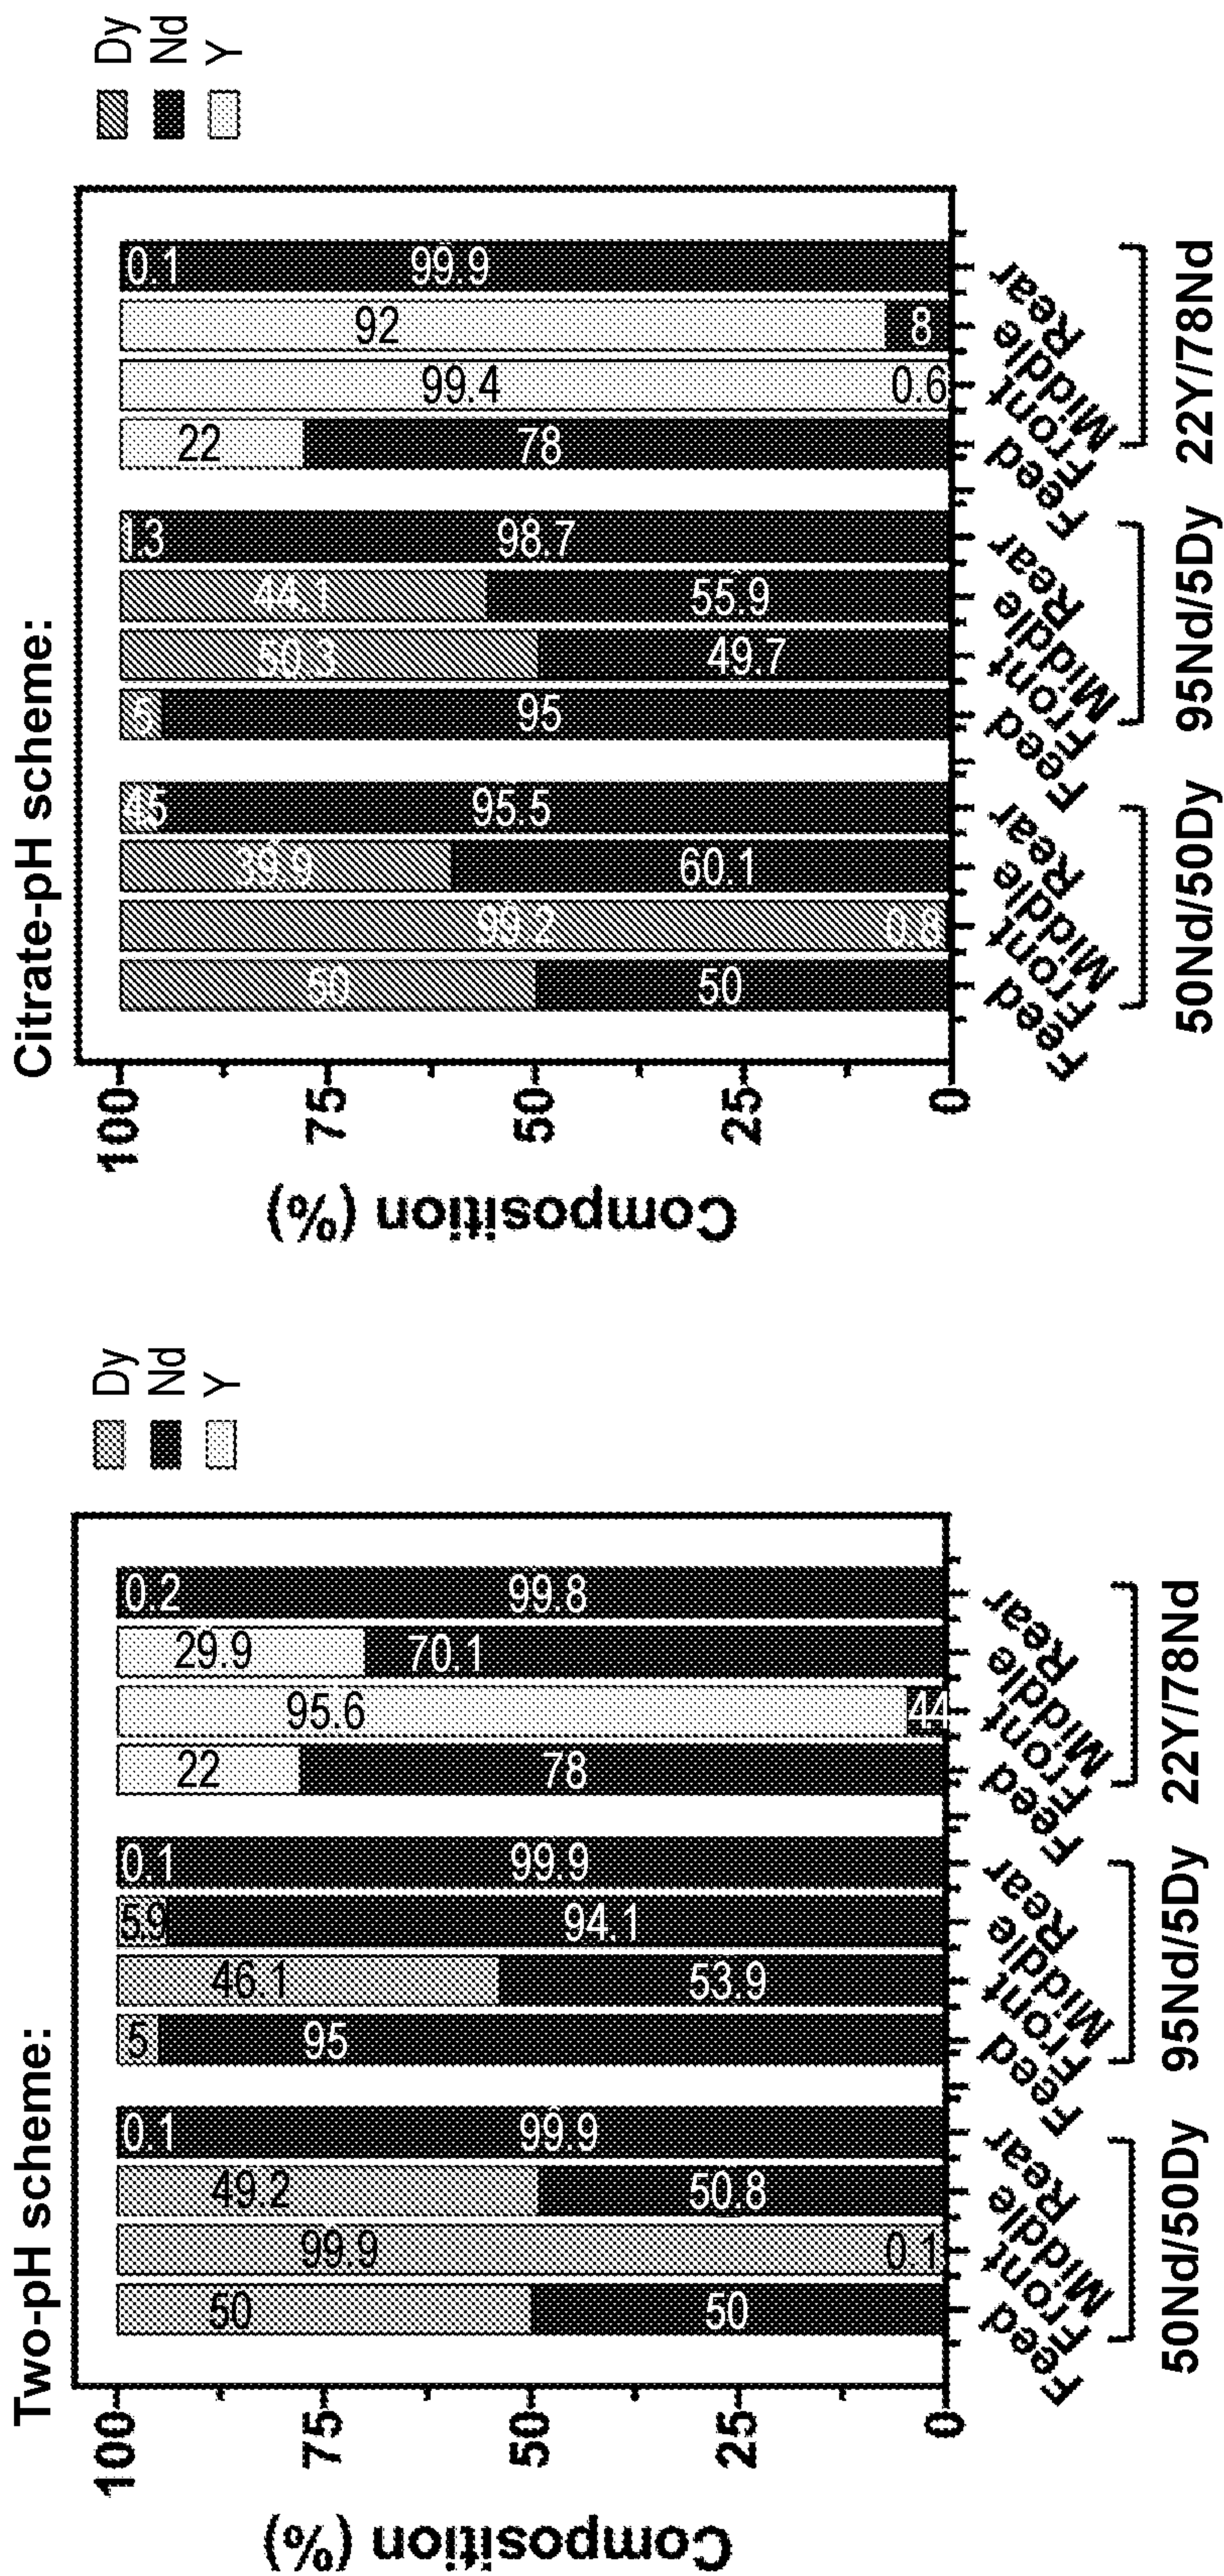 Two-pH scheme:
Composition (%)
100
75
50
25
0
50
50
99.9
0.1
49.2
50.8
0.1
99.9
5
95
46.1
53.9
5.9
94.1
0.1
99.9
22
78
95.6
4.4
29.9
70.1
0.2
99.8
Feed
Front
Middle
Rear
Feed
Front
Middle
Rear
Feed
Front
Middle
Rear
50Nd/50Dy
95Nd/5Dy
22Y/78Nd
Dy
Nd
Y
Citrate-pH scheme:
Composition (%)
100
75
50
25
0
50
50
99.2
0.8
39.9
60.1
4.5
95.5
5
95
50.3
49.7
44.1
55.9
1.3
98.7
22
78
99.4
0.6
92
8
0.1
99.9
Feed
Front
Middle
Rear
Feed
Front
Middle
Rear
Feed
Front
Middle
Rear
50Nd/50Dy
95Nd/5Dy
22Y/78Nd
Dy
Nd
Y